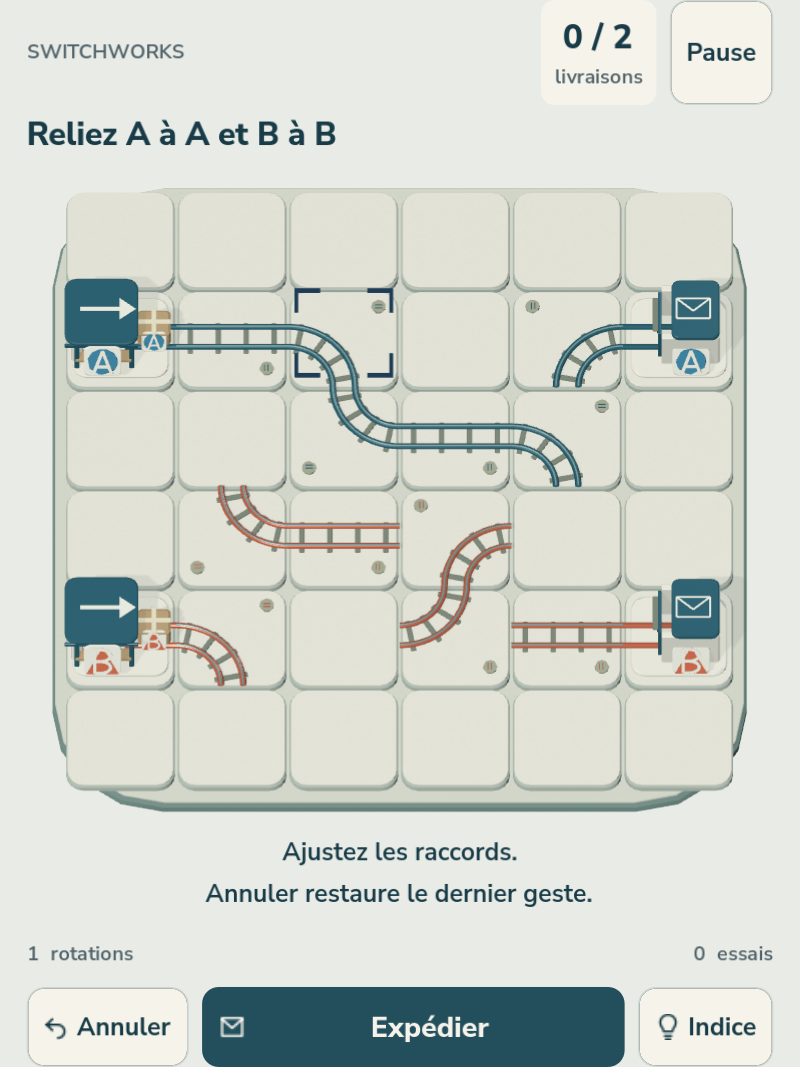 SWITCHWORKS
0 / 2
livraisons
Pause
Reliez A à A et B à B
A
A
A
B
B
B
Ajustez les raccords.
Annuler restaure le dernier geste.
1 rotations
0 essais
Annuler
Expédier
Indice